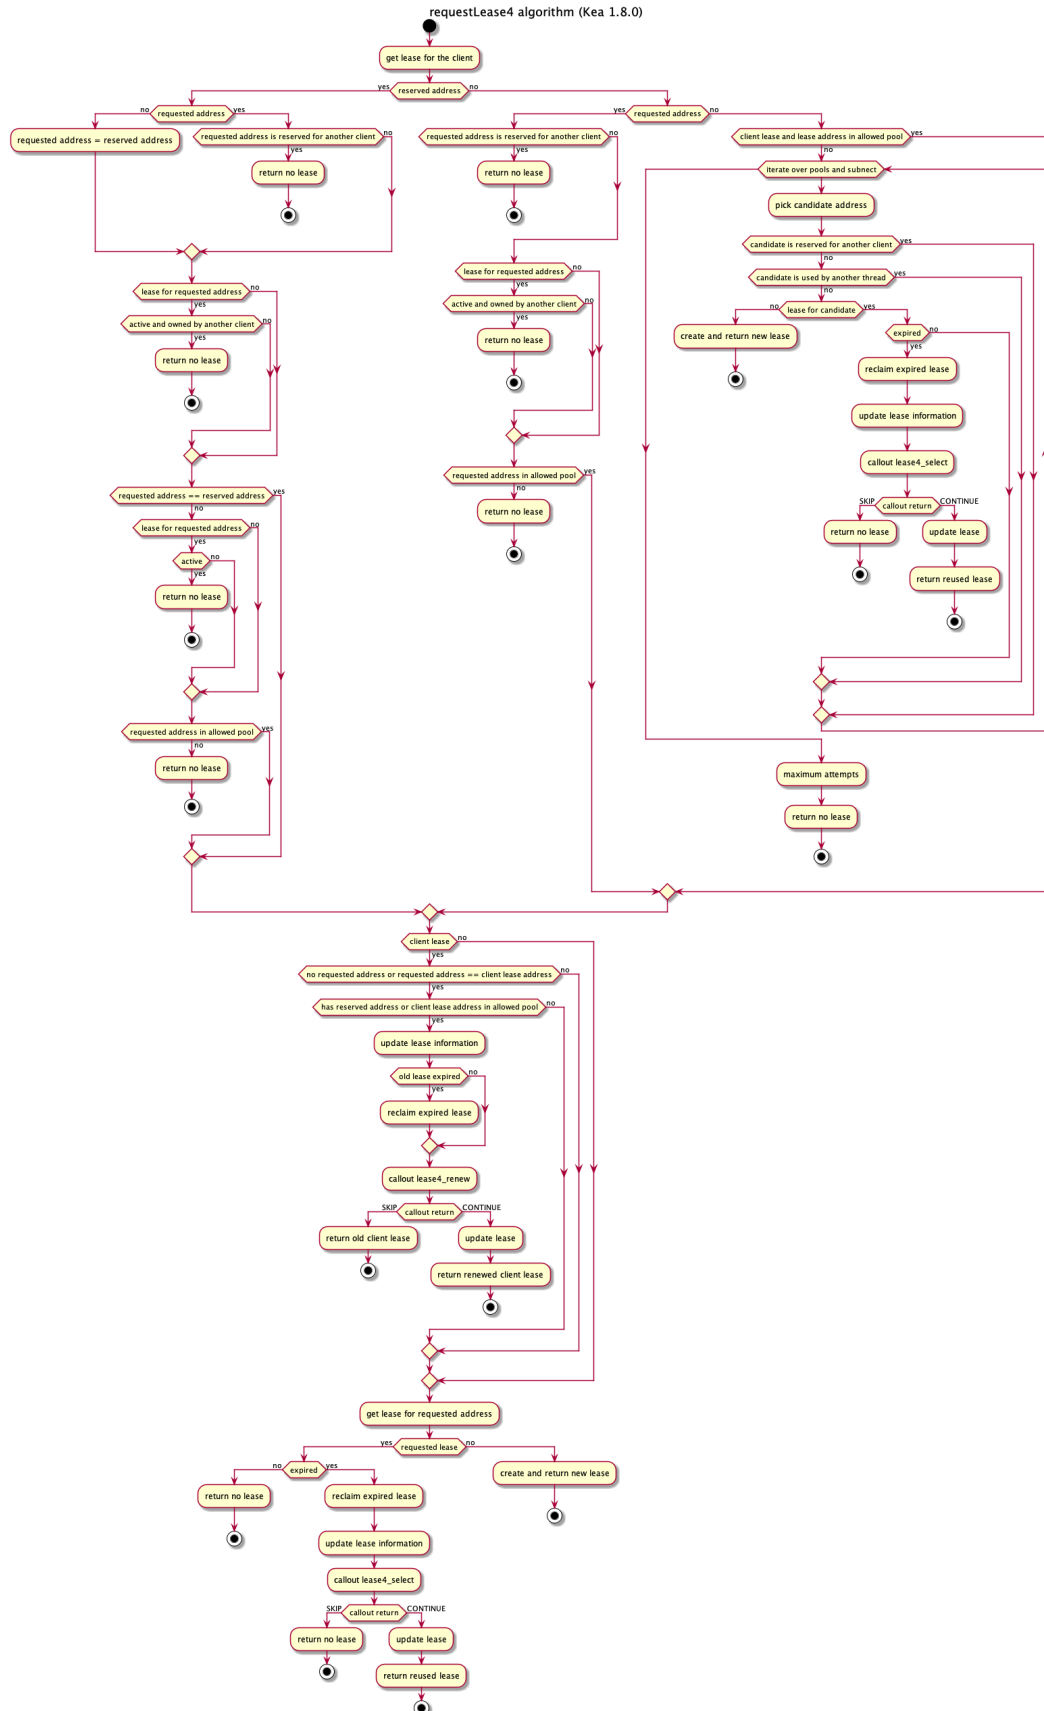 requestLease4 algorithm (Kea 1.8.0)
get lease for the client
yes
reserved address
no
no
requested address
yes
requested address = reserved address
requested address is reserved for another client
no
yes
return no lease
lease for requested address
no
yes
active and owned by another client
no
yes
return no lease
requested address == reserved address
yes
no
lease for requested address
no
yes
active
no
yes
return no lease
requested address in allowed pool
yes
no
return no lease
yes
requested address
no
requested address is reserved for another client
no
yes
return no lease
lease for requested address
no
yes
active and owned by another client
no
yes
return no lease
requested address in allowed pool
yes
no
return no lease
client lease and lease address in allowed pool
yes
no
iterate over pools and subnect
pick candidate address
candidate is reserved for another client
yes
no
candidate is used by another thread
yes
no
no
lease for candidate
yes
create and return new lease
expired
no
yes
reclaim expired lease
update lease information
callout lease4_select
SKIP
callout return
CONTINUE
return no lease
update lease
return reused lease
maximum attempts
return no lease
client lease
no
yes
no requested address or requested address == client lease address
no
yes
has reserved address or client lease address in allowed pool
no
yes
update lease information
old lease expired
no
yes
reclaim expired lease
callout lease4_renew
SKIP
callout return
CONTINUE
return old client lease
update lease
return renewed client lease
get lease for requested address
yes
requested lease
no
no
expired
yes
create and return new lease
return no lease
reclaim expired lease
update lease information
callout lease4_select
SKIP
callout return
CONTINUE
return no lease
update lease
return reused lease